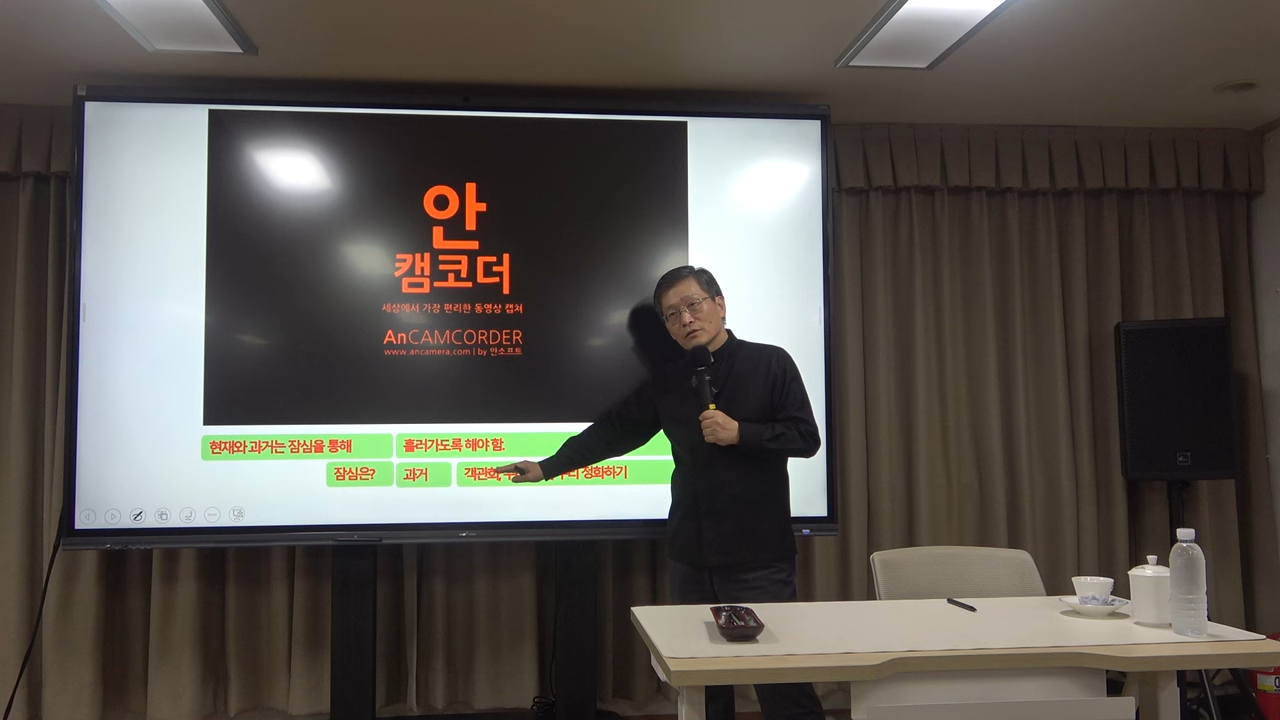 안
캠코더
세상에서 가장 편리한 동영상 캡쳐
AnCAMCORDER
www.ancamera.com | by 안소프트
현재와 과거는 잠심을 통해 흘러가도록 해야 함.
잠심은? 과거 객관화, 정화하기